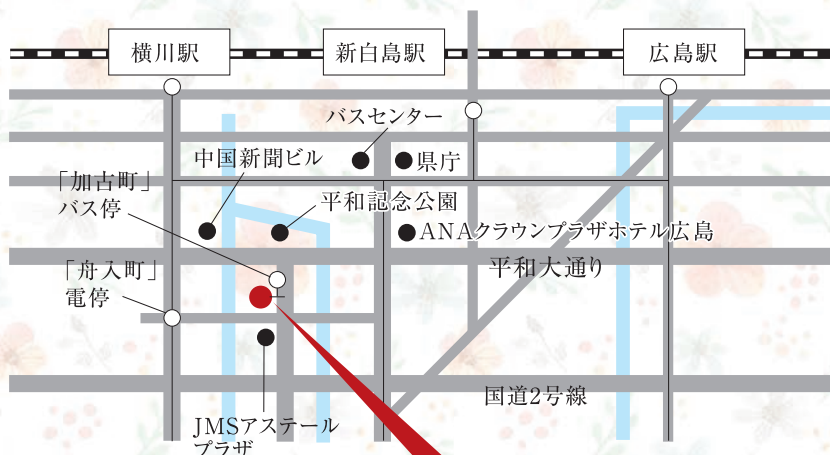 横川駅
新白島駅
広島駅
バスセンター
中国新聞ビル
県庁
「加古町」
バス停
平和記念公園
ANAクラウンプラザホテル広島
「舟入町」
電停
平和大通り
国道2号線
JMSアステール
プラザ